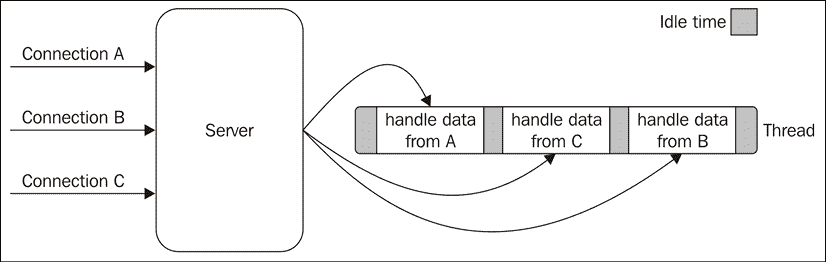 Idle time
Connection A
Connection B
Connection C
Server
handle data
from A
handle data
from C
handle data
from B
Thread